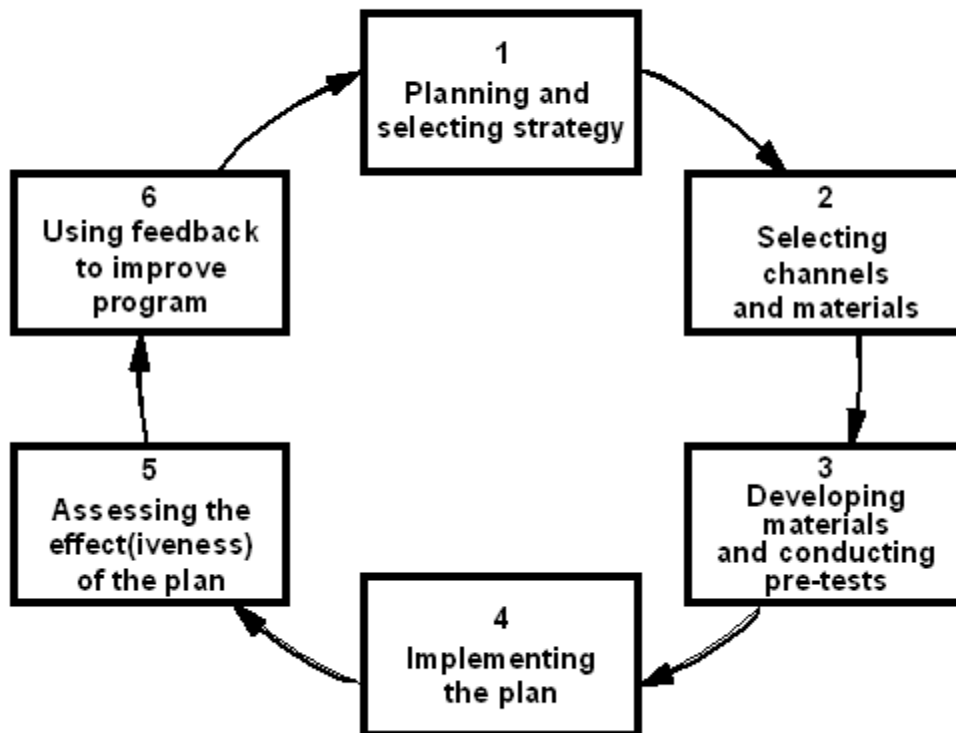 1
Planning and
selecting strategy
2
Selecting
channels
and materials
3
Developing
materials
and conducting
pre-tests
4
Implementing
the plan
5
Assessing the
effect(iveness)
of the plan
6
Using feedback
to improve
program